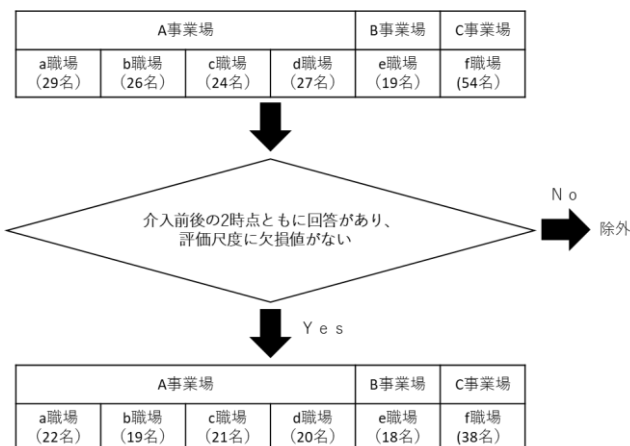 A事業場 B事業場 C事業場
a職場 b職場 c職場 d職場 e職場 f職場
(29名) (26名) (24名) (27名) (19名) (54名)
介入前後の2時点ともに回答があり、
評価尺度に欠損値がない
No
除外
Yes
A事業場 B事業場 C事業場
a職場 b職場 c職場 d職場 e職場 f職場
(22名) (19名) (21名) (20名) (18名) (38名)